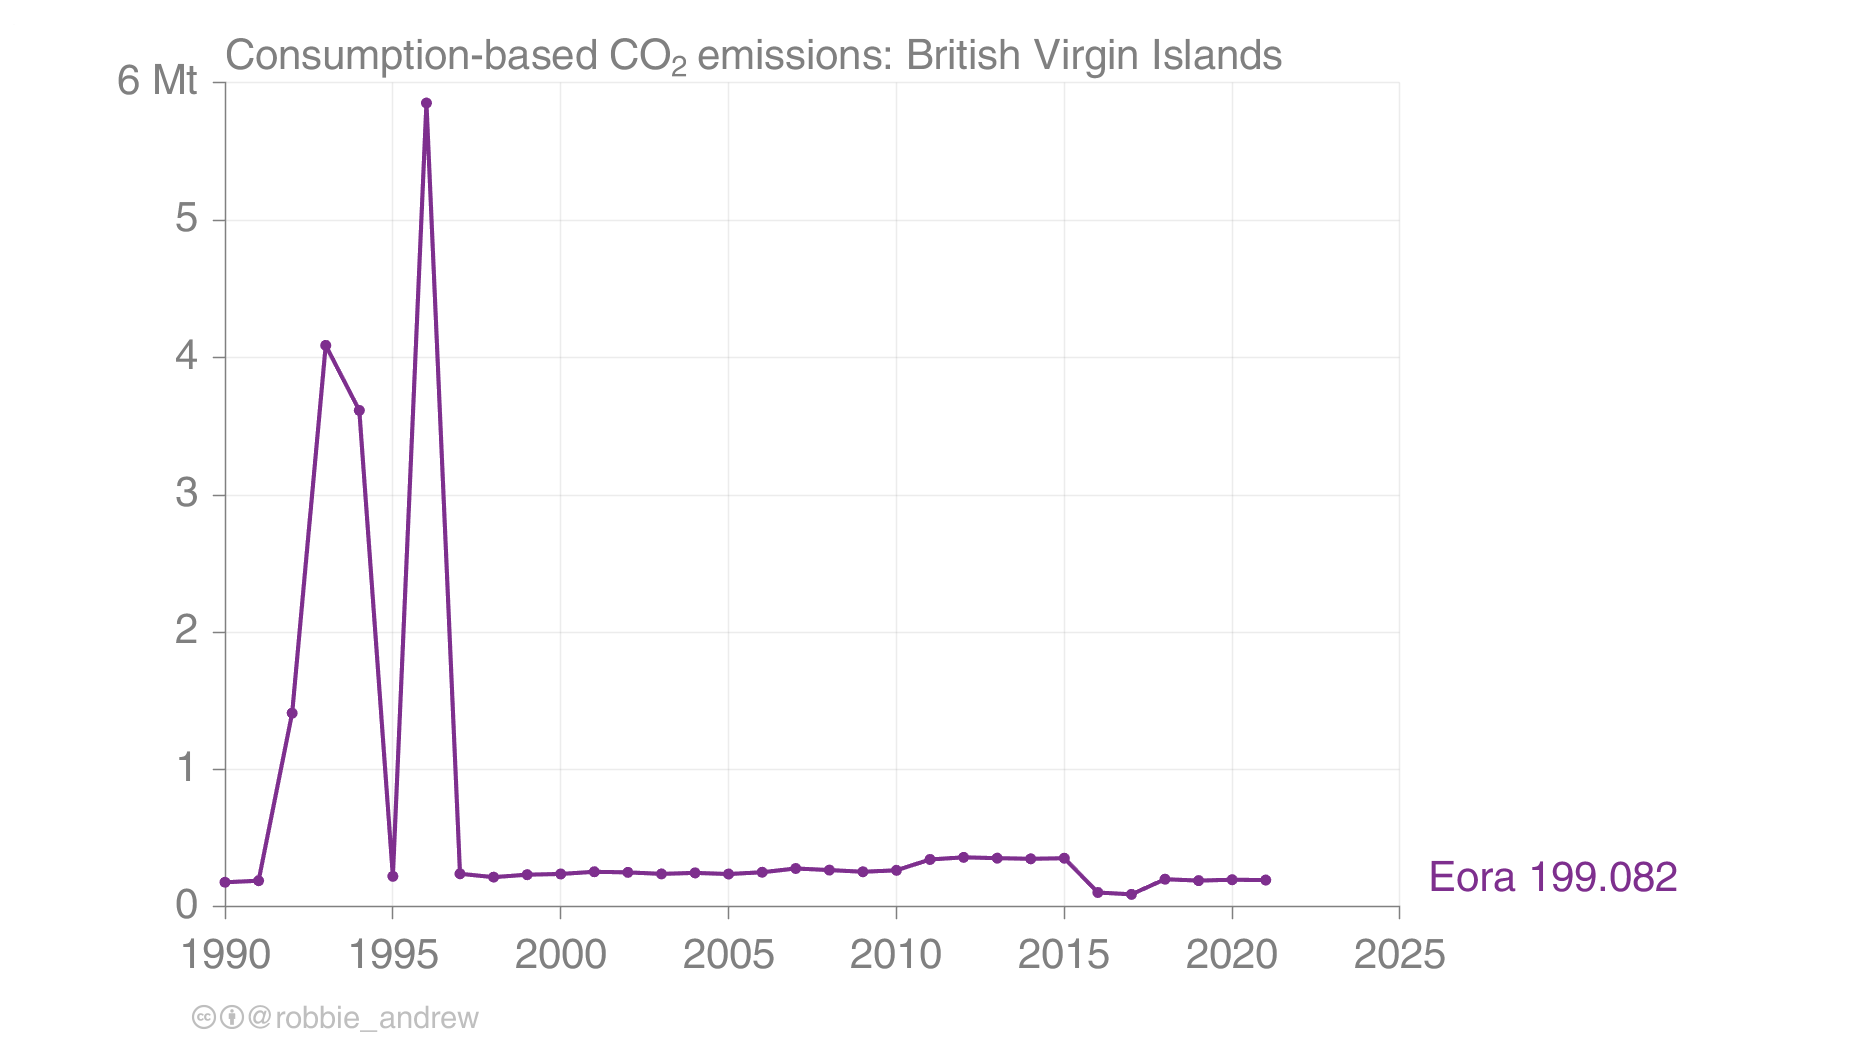 Consumption-based CO₂ emissions: British Virgin Islands
6 Mt
5
4
3
2
1
0
1990 1995 2000 2005 2010 2015 2020 2025
Eora 199.082
@robbie_andrew